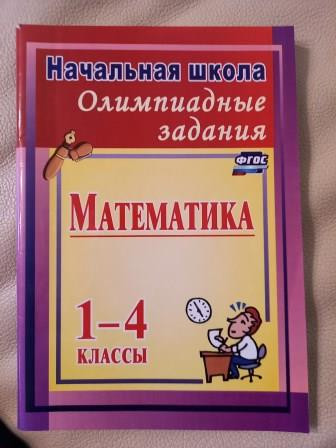 Начальная школа
Олимпиадные
задания
ФГОС
Математика
1–4
классы